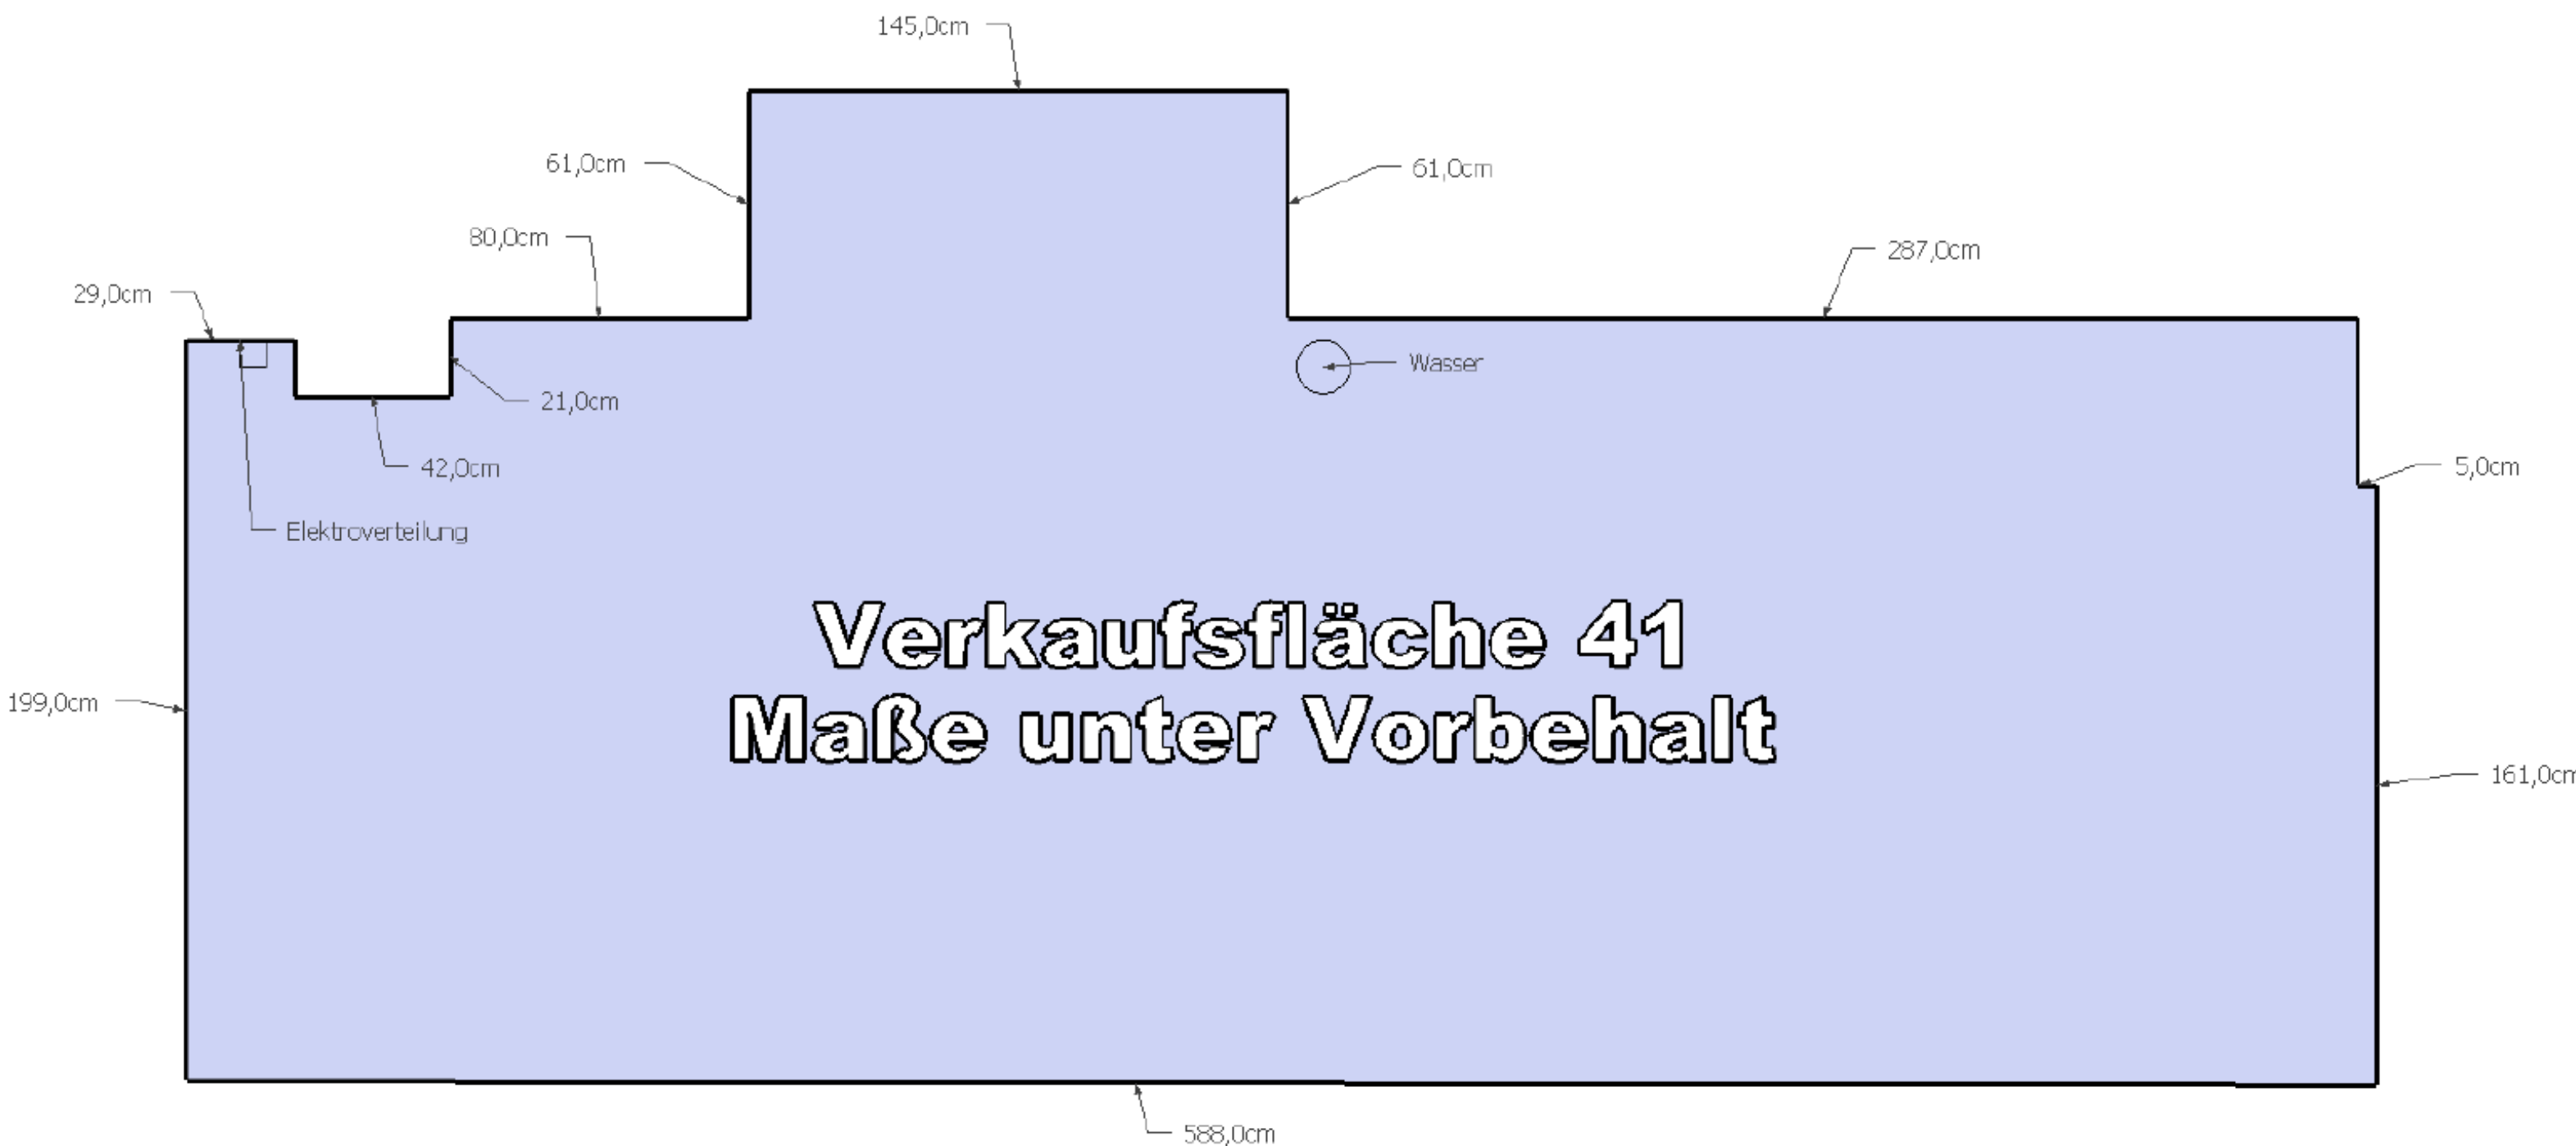 145,0cm
61,0cm
61,0cm
80,0cm
287,0cm
29,0cm
Wasser
21,0cm
42,0cm
5,0cm
Elektroverteilung
Verkaufsfläche 41
Maße unter Vorbehalt
199,0cm
161,0cm
588,0cm